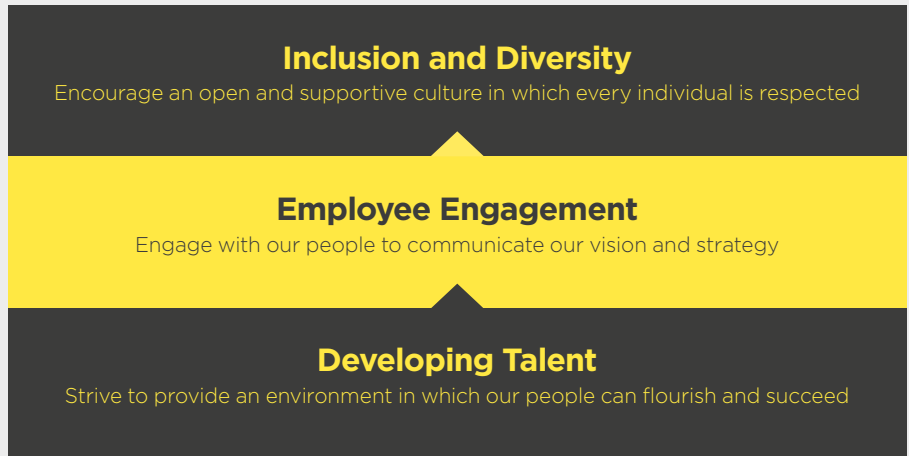 Inclusion and Diversity
Encourage an open and supportive culture in which every individual is respected
Employee Engagement
Engage with our people to communicate our vision and strategy
Developing Talent
Strive to provide an environment in which our people can flourish and succeed